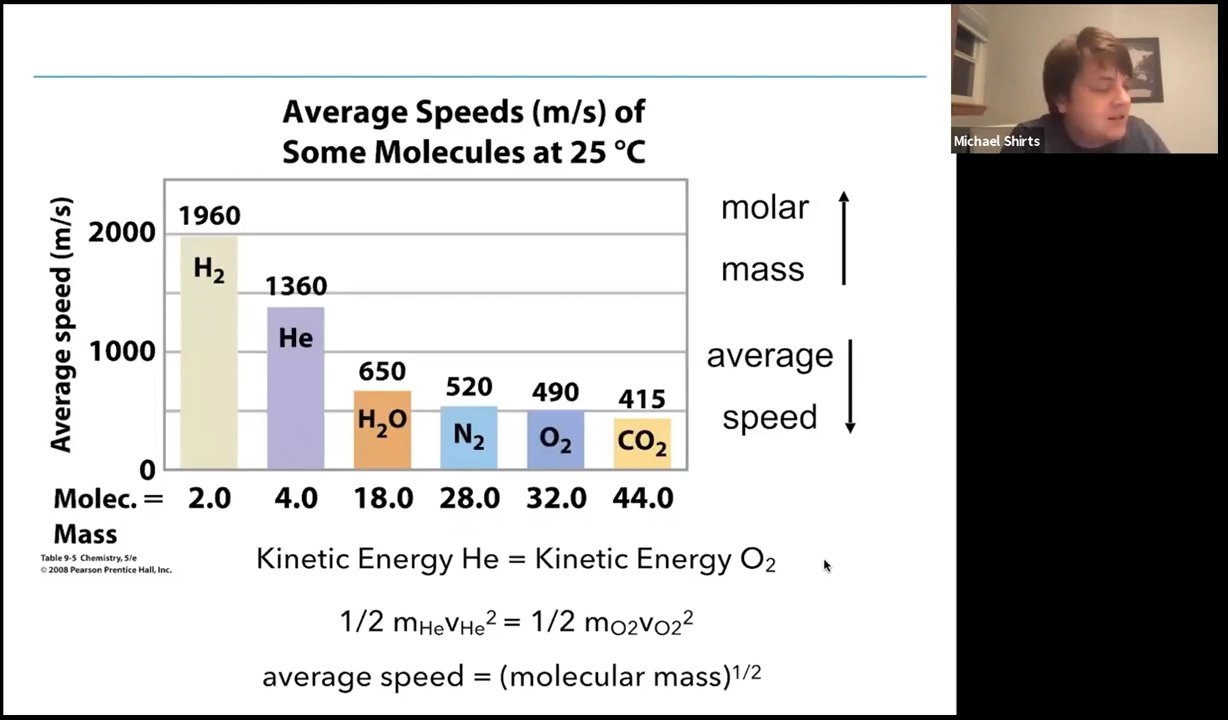 Average Speeds (m/s) of
Some Molecules at 25 °C
Average speed (m/s)
2000
1000
0
1960
H₂
1360
He
650
H₂O
520
N₂
490
O₂
415
CO₂
Molec. = 2.0 4.0 18.0 28.0 32.0 44.0
Mass
molar
mass
average
speed
Table 9-5 Chemistry, 5/e
© 2008 Pearson Prentice Hall, Inc.
Kinetic Energy He = Kinetic Energy O₂
1/2 mHevHe² = 1/2 mO2vO2²
average speed = (molecular mass)¹/²
Michael Shirts